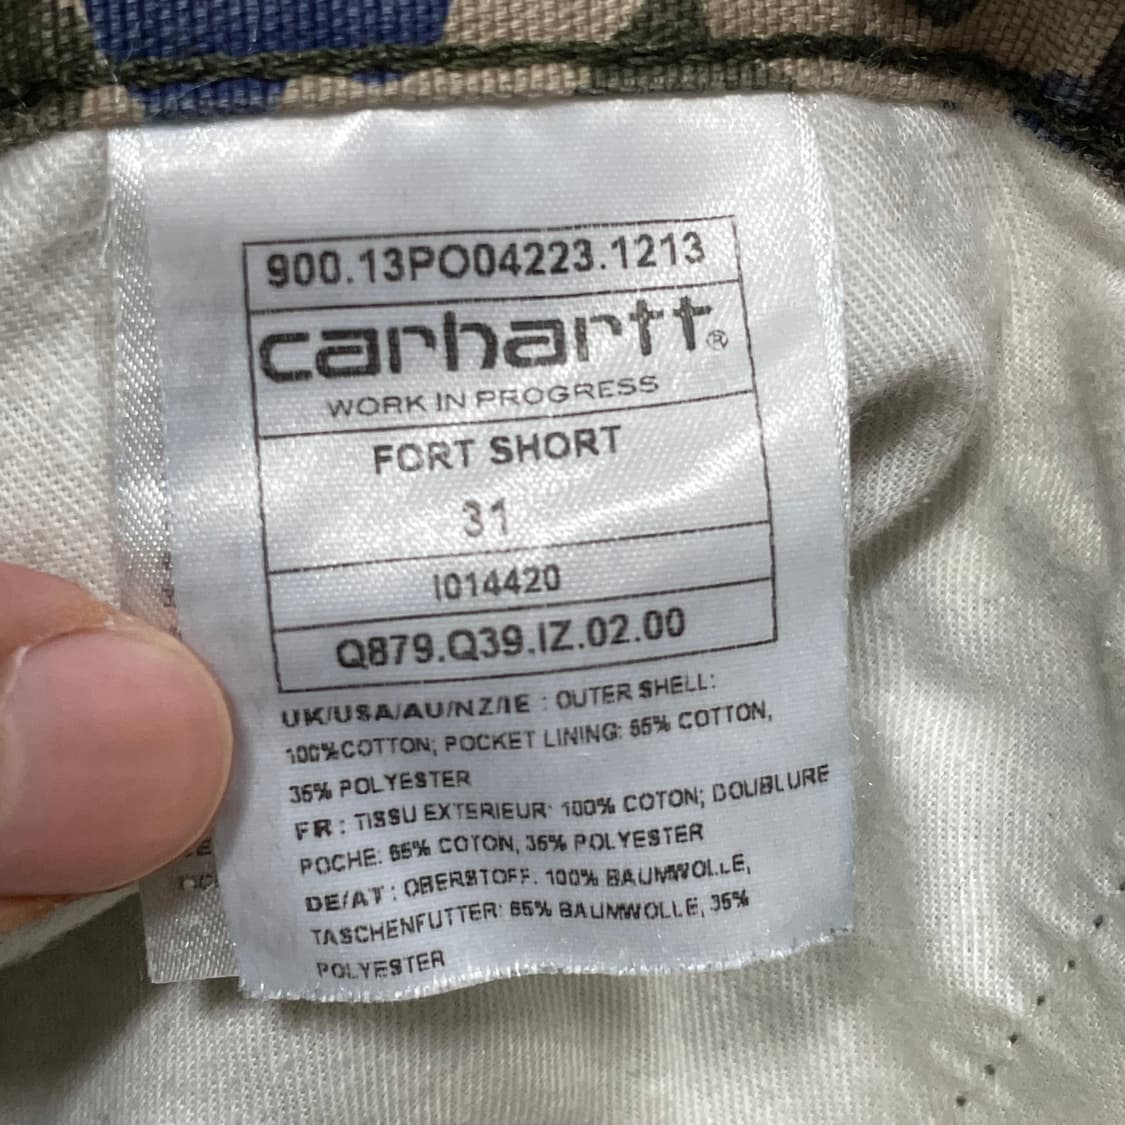 900.13PO04223.1213
carhartt®
WORK IN PROGRESS
FORT SHORT
31
I014420
Q879.Q39.IZ.02.00
UK/USA/AU/NZ/IE : OUTER SHELL:
100%COTTON; POCKET LINING: 65% COTTON,
35% POLYESTER
FR : TISSU EXTERIEUR: 100% COTON; DOUBLURE
POCHE: 65% COTON, 35% POLYESTER
DE/AT : OBERSTOFF: 100% BAUMWOLLE,
TASCHENFUTTER: 65% BAUMWOLLE, 35%
POLYESTER